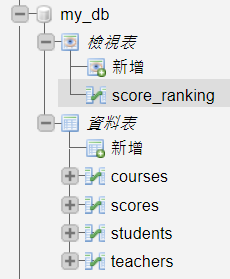 my_db
檢視表
新增
score_ranking
資料表
新增
courses
scores
students
teachers